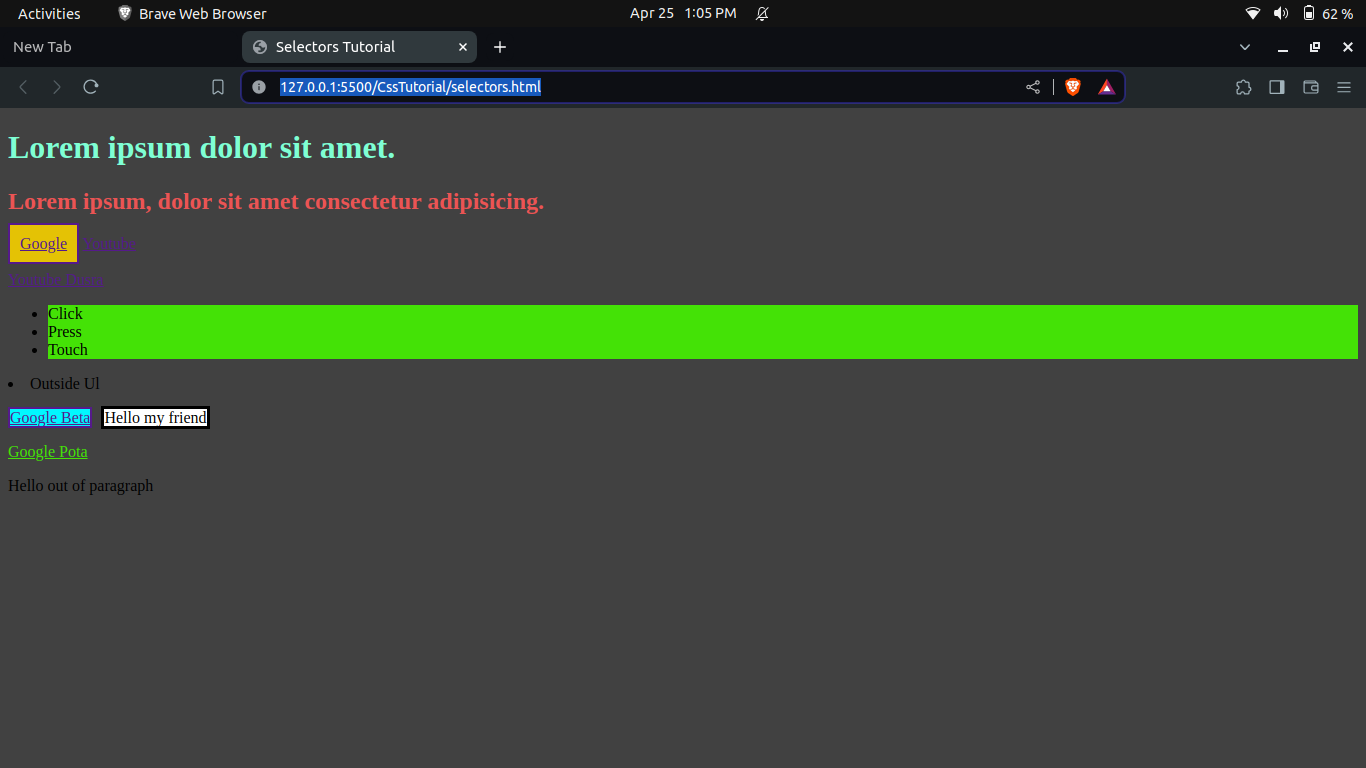 Activities Brave Web Browser Apr 25 1:05 PM 62 %
New Tab Selectors Tutorial
127.0.0.1:5500/CssTutorial/selectors.html
Lorem ipsum dolor sit amet.
Lorem ipsum, dolor sit amet consectetur adipisicing.
Google Youtube
Youtube Dusra
Click
Press
Touch
Outside Ul
Google Beta Hello my friend
Google Pota
Hello out of paragraph